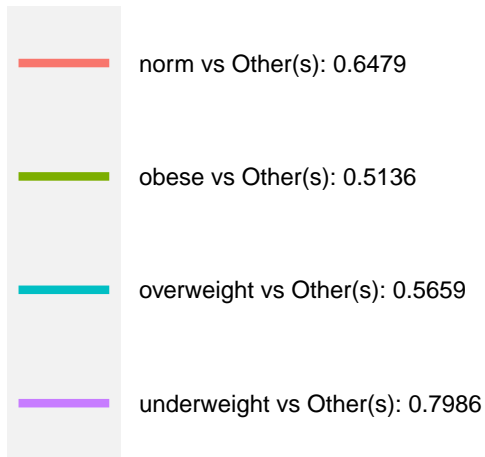 norm vs Other(s): 0.6479
obese vs Other(s): 0.5136
overweight vs Other(s): 0.5659
underweight vs Other(s): 0.7986